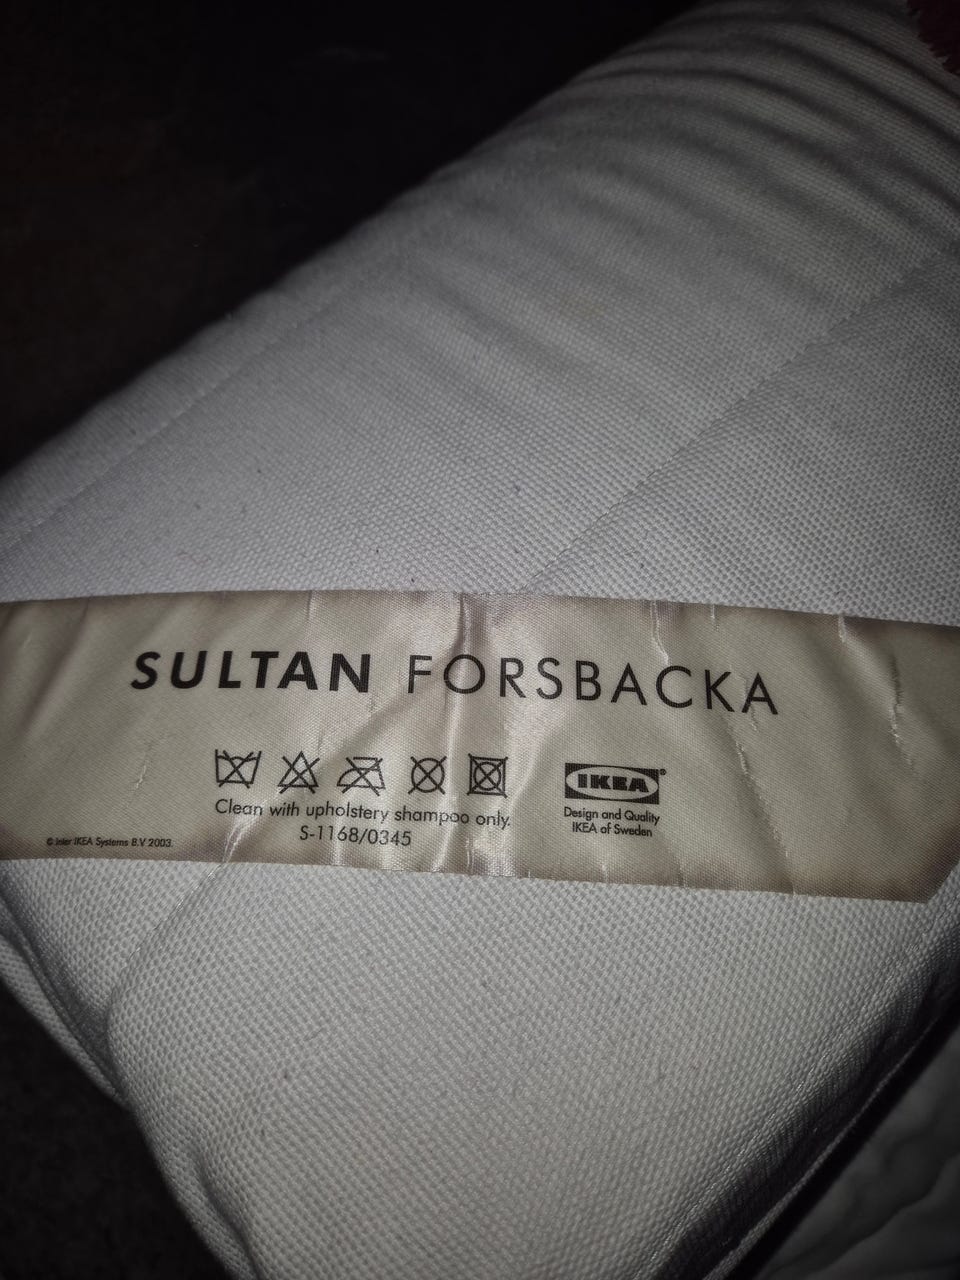 SULTAN FORSBACKA
IKEA®
Clean with upholstery shampoo only.
S-1168/0345
Design and Quality
IKEA of Sweden
© Inter IKEA Systems B.V 2003.